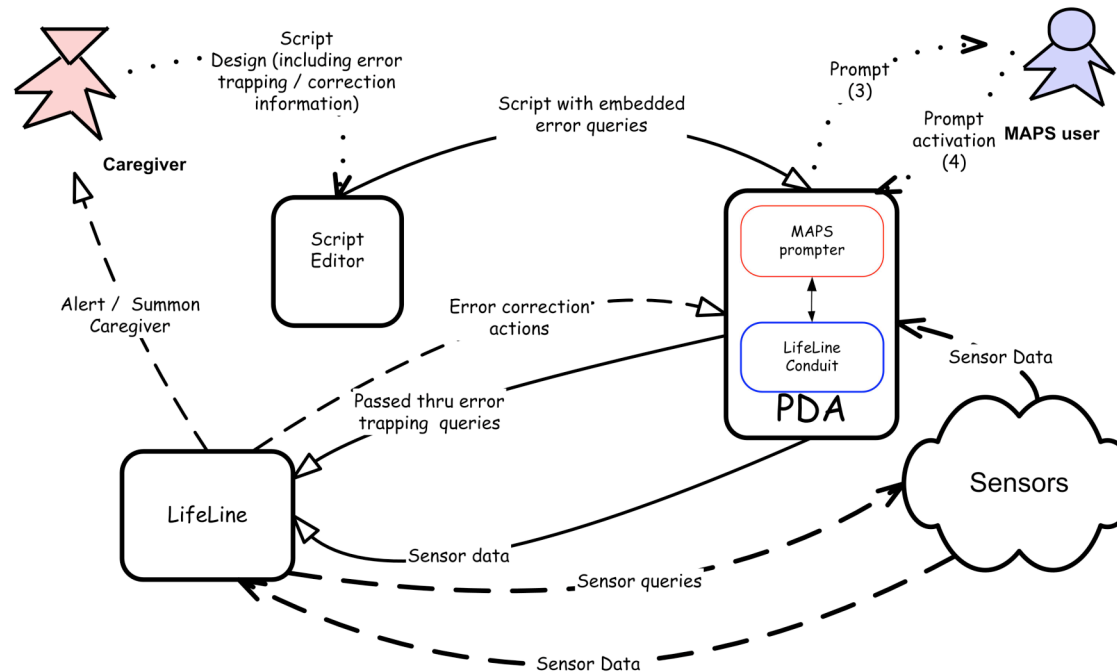 Script
Design (including error
trapping / correction
information)
Caregiver
Script with embedded
error queries
Prompt
(3)
Prompt
activation
(4)
MAPS user
Script
Editor
MAPS
prompter
LifeLine
Conduit
PDA
Alert / Summon
Caregiver
Error correction
actions
Sensor Data
Passed thru error
trapping queries
Sensors
LifeLine
Sensor data
Sensor queries
Sensor Data